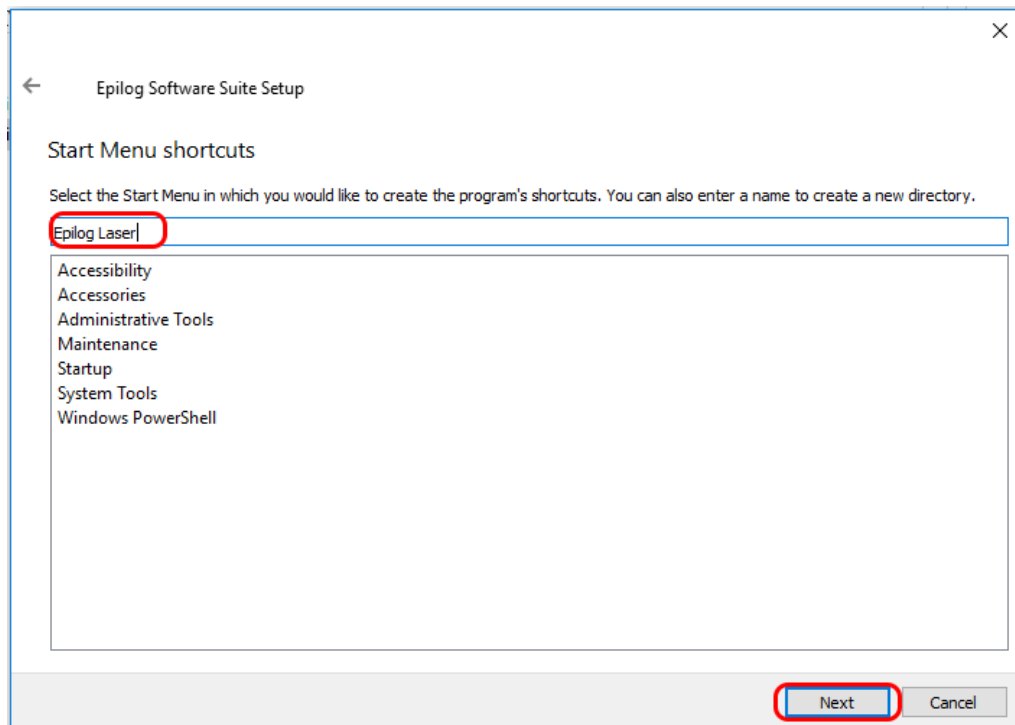 Epilog Software Suite Setup
Start Menu shortcuts
Select the Start Menu in which you would like to create the program's shortcuts. You can also enter a name to create a new directory.
Epilog Laser
Accessibility
Accessories
Administrative Tools
Maintenance
Startup
System Tools
Windows PowerShell
Next Cancel